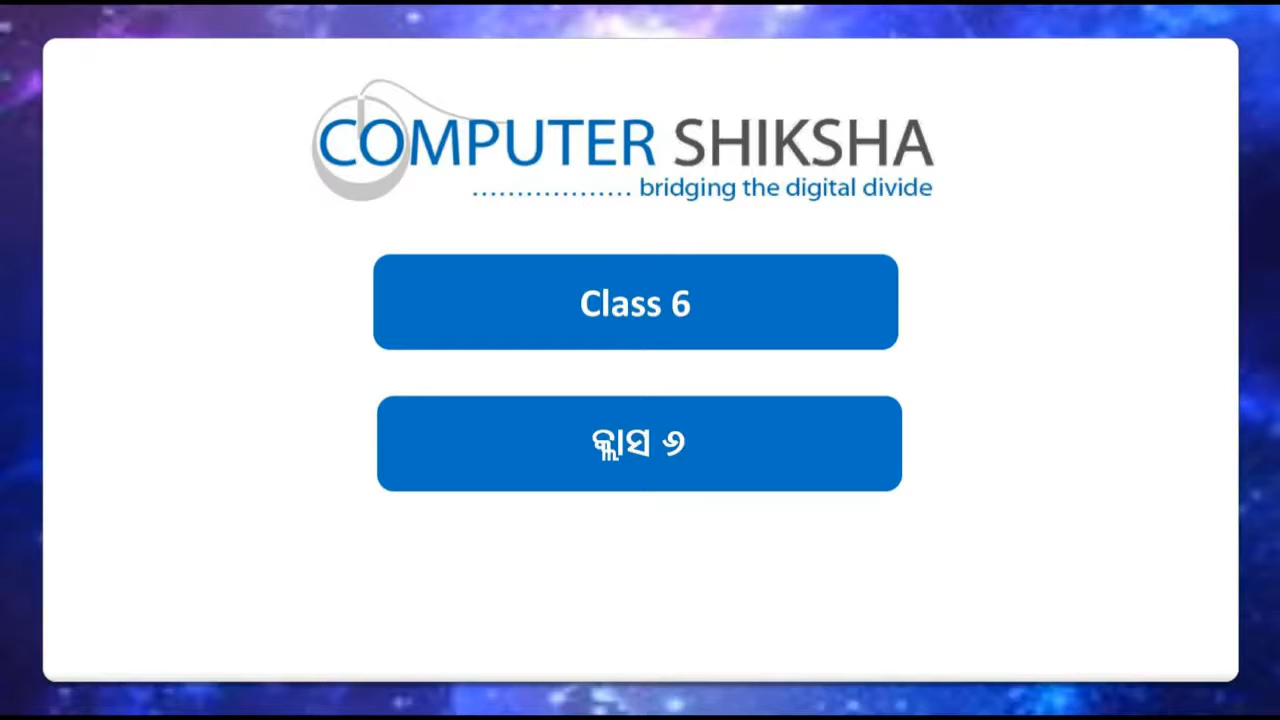 COMPUTER SHIKSHA
.................. bridging the digital divide
Class 6
କ୍ଲାସ ୬